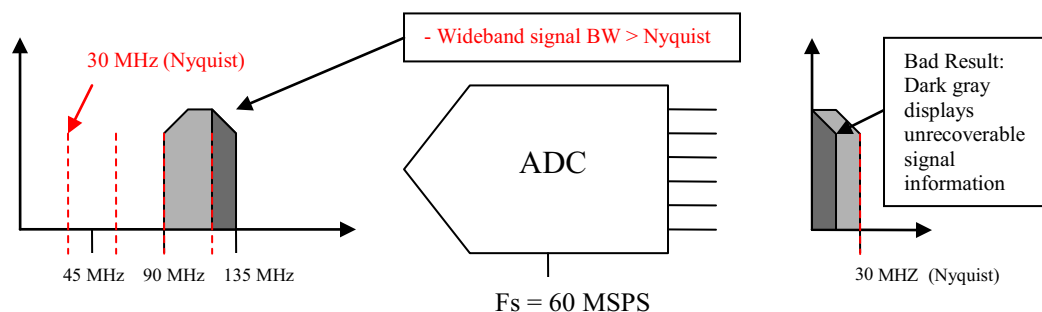 - Wideband signal BW > Nyquist
30 MHz (Nyquist)
45 MHz
90 MHz
135 MHz
ADC
Fs = 60 MSPS
Bad Result:
Dark gray
displays
unrecoverable
signal
information
30 MHZ (Nyquist)